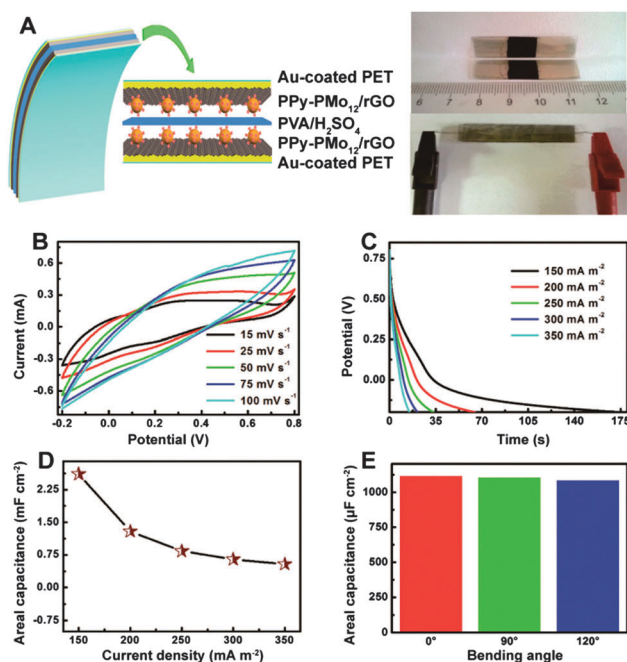 A
Au-coated PET
PPy-PMo₁₂/rGO
PVA/H₂SO₄
PPy-PMo₁₂/rGO
Au-coated PET
6 7 8 9 10 11 12
B
Current (mA)
0.6
0.3
0.0
-0.3
-0.6
15 mV s⁻¹
25 mV s⁻¹
50 mV s⁻¹
75 mV s⁻¹
100 mV s⁻¹
-0.2 0.0 0.2 0.4 0.6 0.8
Potential (V)
C
Potential (V)
0.75
0.50
0.25
0.00
150 mA m⁻²
200 mA m⁻²
250 mA m⁻²
300 mA m⁻²
350 mA m⁻²
0 35 70 105 140 175
Time (s)
D
Areal capacitance (mF cm⁻²)
2.25
1.50
0.75
0.00
-0.75
150 200 250 300 350
Current density (mA m⁻²)
E
Areal capacitance (µF cm⁻²)
1000
750
500
250
0
0° 90° 120°
Bending angle